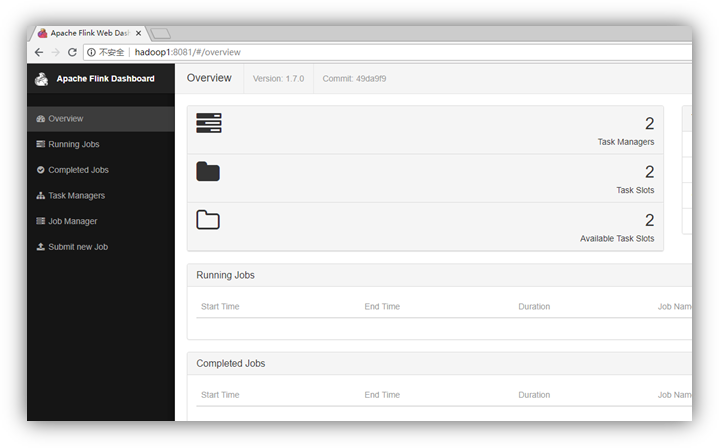 Apache Flink Web Dash
不安全 | hadoop1:8081/#/overview
Apache Flink Dashboard
Overview
Running Jobs
Completed Jobs
Task Managers
Job Manager
Submit new Job
Overview Version: 1.7.0 Commit: 49da9f9
2
Task Managers
2
Task Slots
2
Available Task Slots
Running Jobs
Start Time End Time Duration Job Name
Completed Jobs
Start Time End Time Duration Job Name